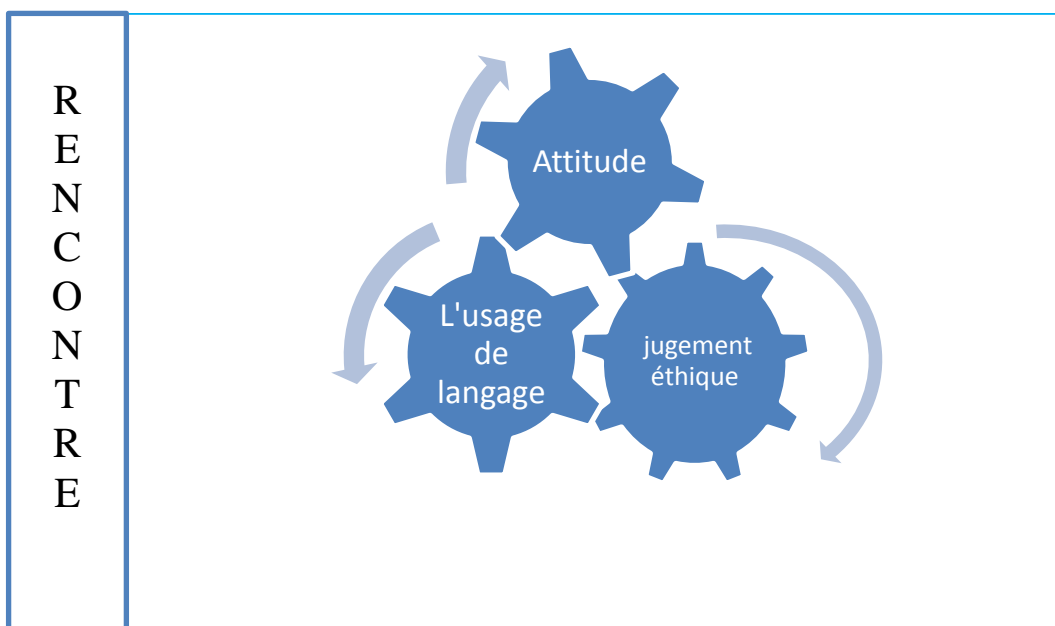 R
E
N
C
O
N
T
R
E
Attitude
L'usage
de
langage
jugement
éthique